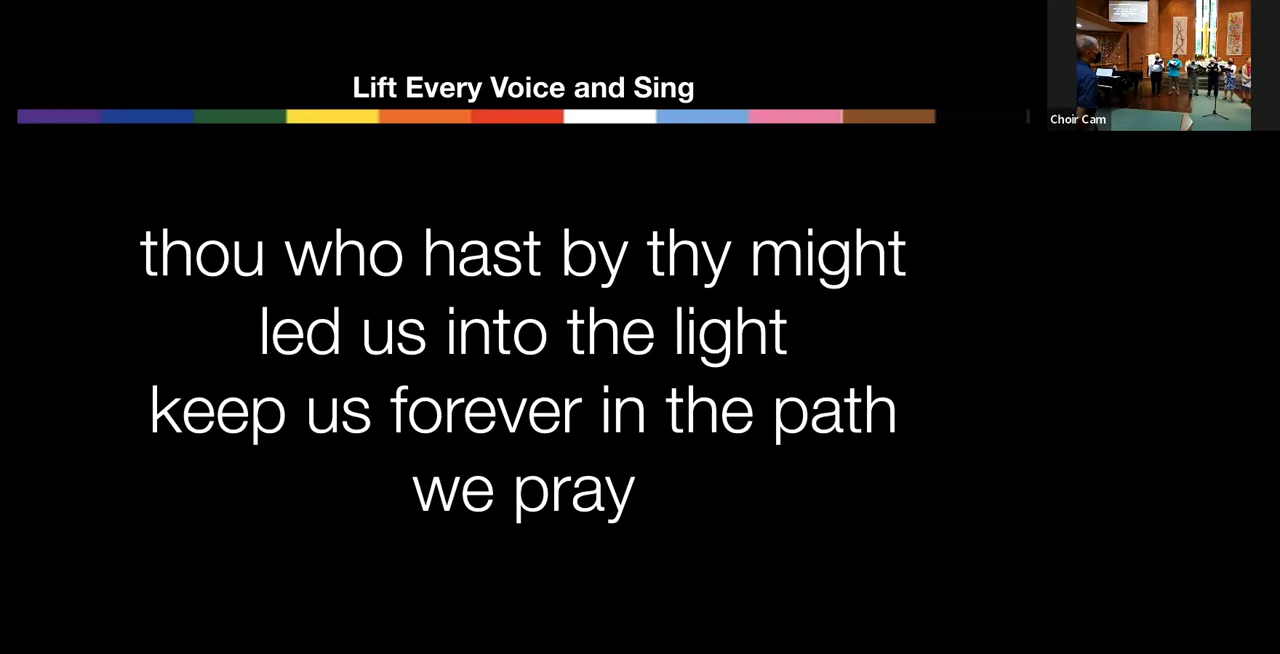 Lift Every Voice and Sing
Choir Cam
thou who hast by thy might
led us into the light
keep us forever in the path
we pray